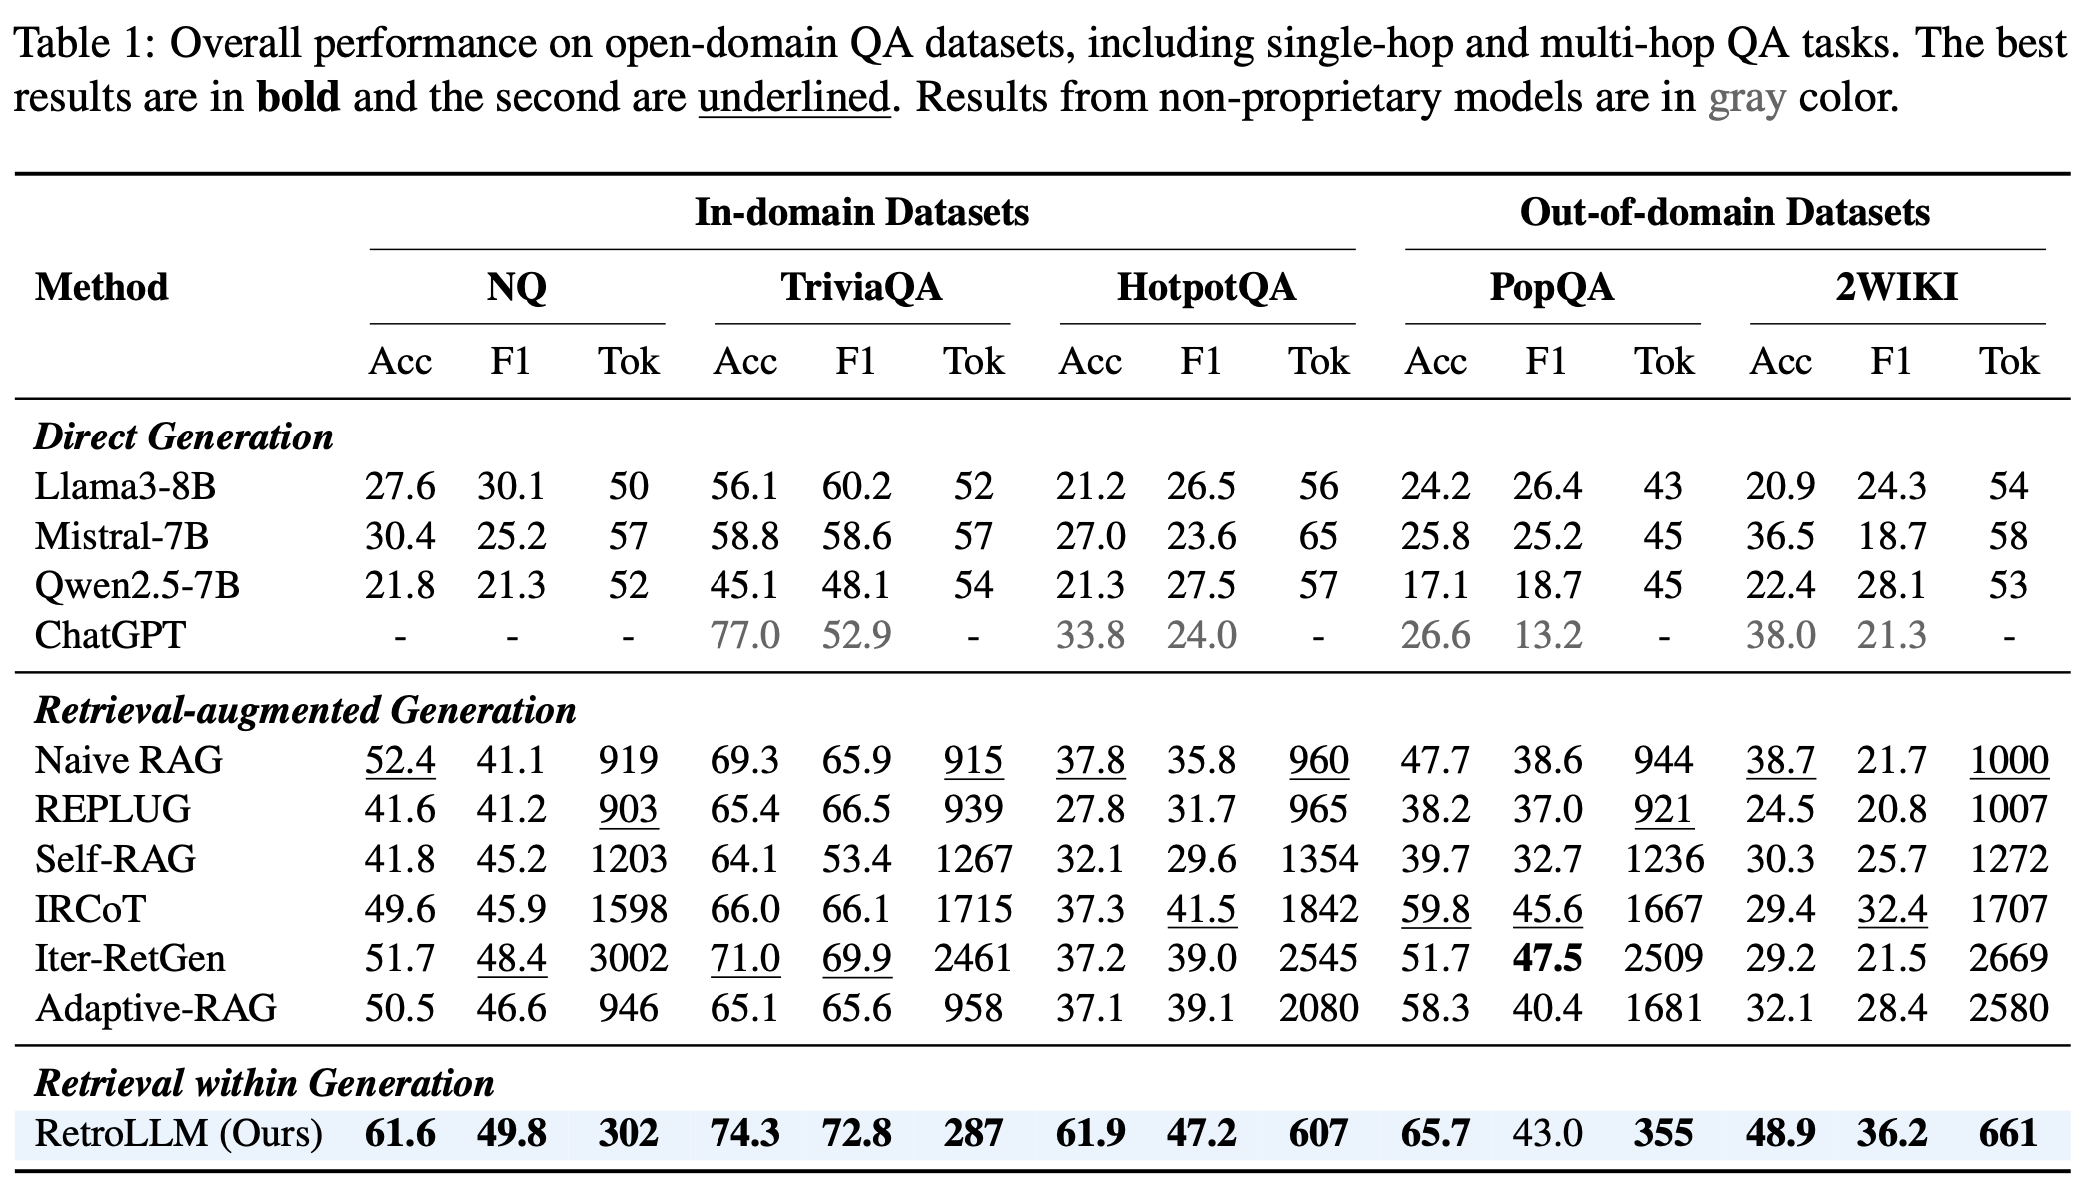 Table 1: Overall performance on open-domain QA datasets, including single-hop and multi-hop QA tasks. The best
results are in bold and the second are underlined. Results from non-proprietary models are in gray color.
In-domain Datasets Out-of-domain Datasets
Method NQ TriviaQA HotpotQA PopQA 2WIKI
Acc F1 Tok Acc F1 Tok Acc F1 Tok Acc F1 Tok Acc F1 Tok
Direct Generation
Llama3-8B 27.6 30.1 50 56.1 60.2 52 21.2 26.5 56 24.2 26.4 43 20.9 24.3 54
Mistral-7B 30.4 25.2 57 58.8 58.6 57 27.0 23.6 65 25.8 25.2 45 36.5 18.7 58
Qwen2.5-7B 21.8 21.3 52 45.1 48.1 54 21.3 27.5 57 17.1 18.7 45 22.4 28.1 53
ChatGPT - - - 77.0 52.9 - 33.8 24.0 - 26.6 13.2 - 38.0 21.3 -
Retrieval-augmented Generation
Naive RAG 52.4 41.1 919 69.3 65.9 915 37.8 35.8 960 47.7 38.6 944 38.7 21.7 1000
REPLUG 41.6 41.2 903 65.4 66.5 939 27.8 31.7 965 38.2 37.0 921 24.5 20.8 1007
Self-RAG 41.8 45.2 1203 64.1 53.4 1267 32.1 29.6 1354 39.7 32.7 1236 30.3 25.7 1272
IRCoT 49.6 45.9 1598 66.0 66.1 1715 37.3 41.5 1842 59.8 45.6 1667 29.4 32.4 1707
Iter-RetGen 51.7 48.4 3002 71.0 69.9 2461 37.2 39.0 2545 51.7 47.5 2509 29.2 21.5 2669
Adaptive-RAG 50.5 46.6 946 65.1 65.6 958 37.1 39.1 2080 58.3 40.4 1681 32.1 28.4 2580
Retrieval within Generation
RetroLLM (Ours) 61.6 49.8 302 74.3 72.8 287 61.9 47.2 607 65.7 43.0 355 48.9 36.2 661